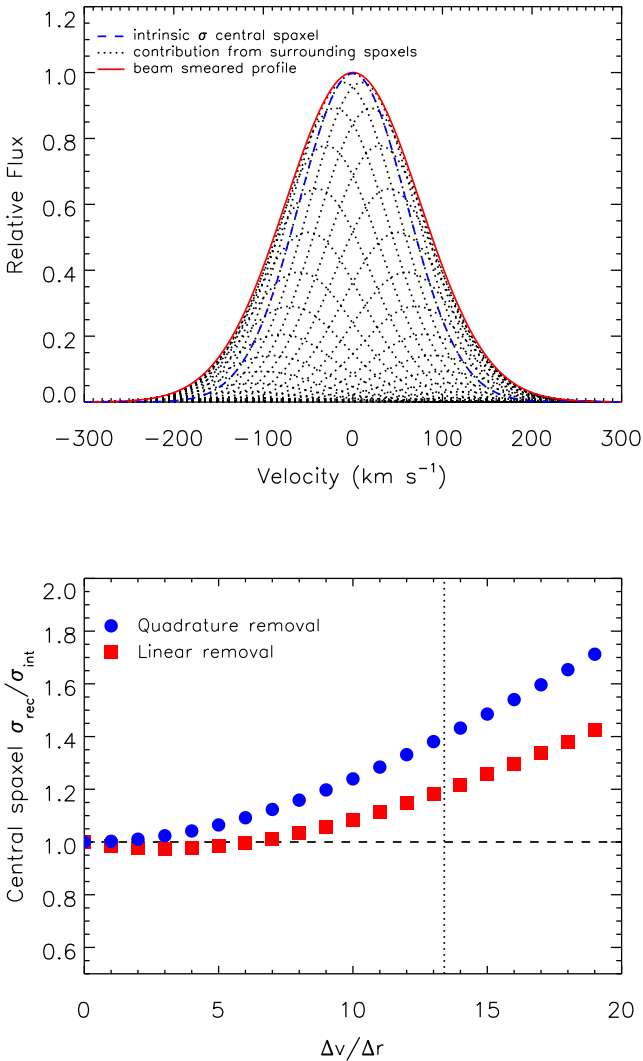 1.2
1.0
0.8
0.6
0.4
0.2
0.0
Relative Flux
intrinsic σ central spaxel
contribution from surrounding spaxels
beam smeared profile
−300 −200 −100 0 100 200 300
Velocity (km s⁻¹)
2.0
1.8
1.6
1.4
1.2
1.0
0.8
0.6
Central spaxel σrec/σint
Quadrature removal
Linear removal
0 5 10 15 20
Δv/Δr